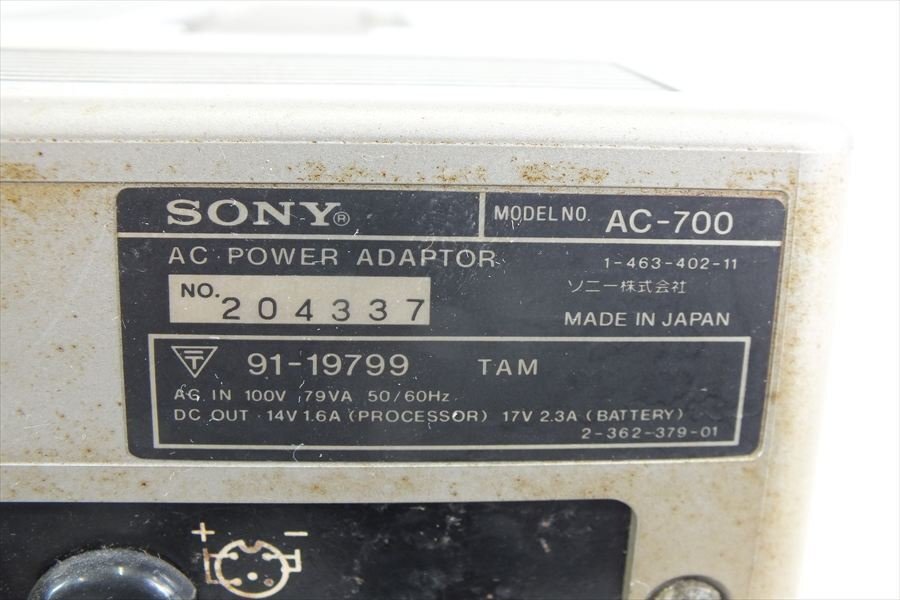 SONY® MODEL NO. AC-700
AC POWER ADAPTOR 1-463-402-11
ソニー株式会社
NO. 204337
MADE IN JAPAN
〒 91-19799 TAM
AC IN 100V 79VA 50/60Hz
DC OUT 14V 1.6A (PROCESSOR) 17V 2.3A (BATTERY)
2-362-379-01
+ −